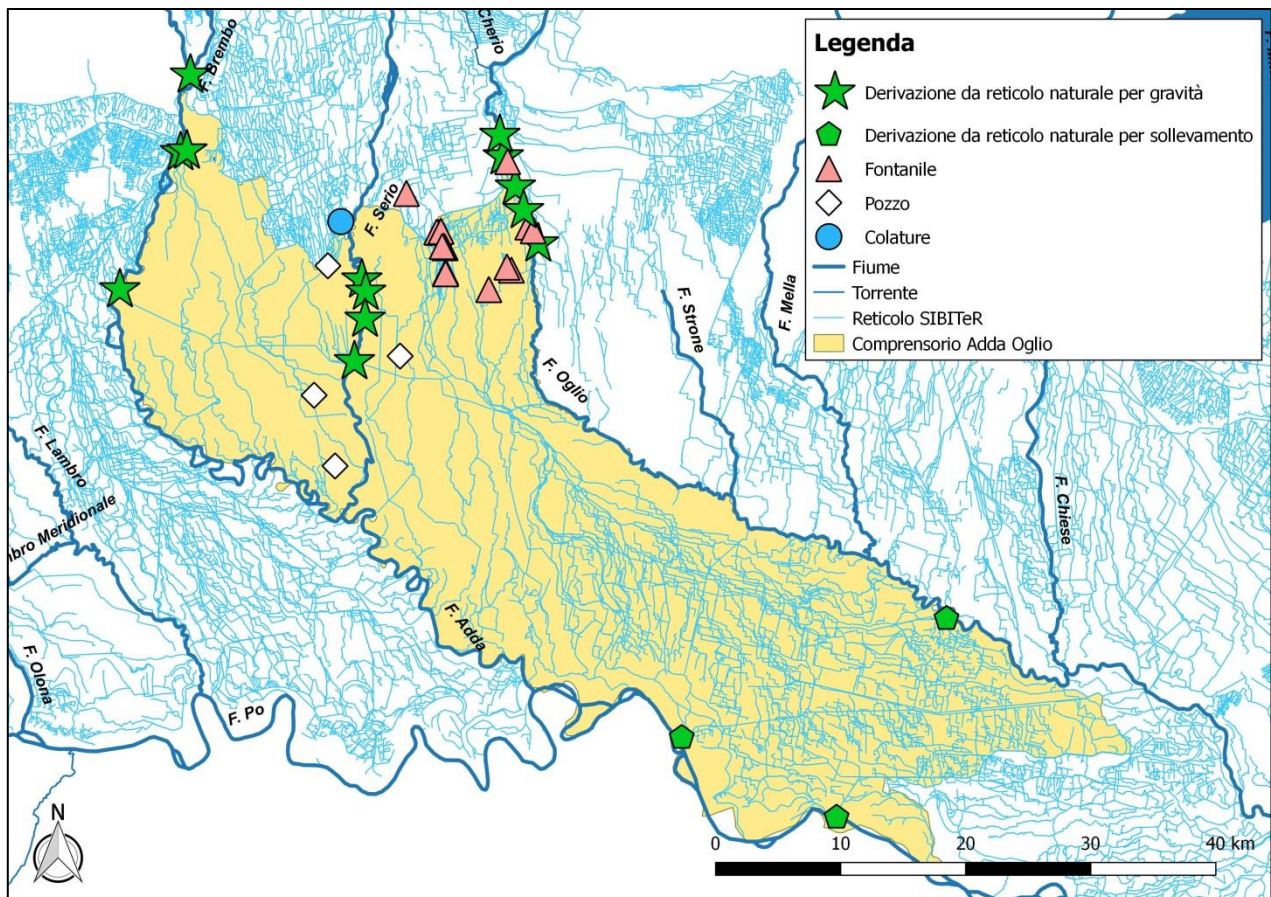 F. Brembo
Cherio
Legenda
Derivazione da reticolo naturale per gravità
Derivazione da reticolo naturale per sollevamento
Fontanile
Pozzo
Colature
Fiume
Torrente
Reticolo SIBITeR
Comprensorio Adda Oglio
F. Serio
F. Strone
F. Mella
F. Oglio
F. Lambro
mbro Meridionale
F. Chiese
F. Adda
F. Olona
F. Po
N
0 10 20 30 40 km